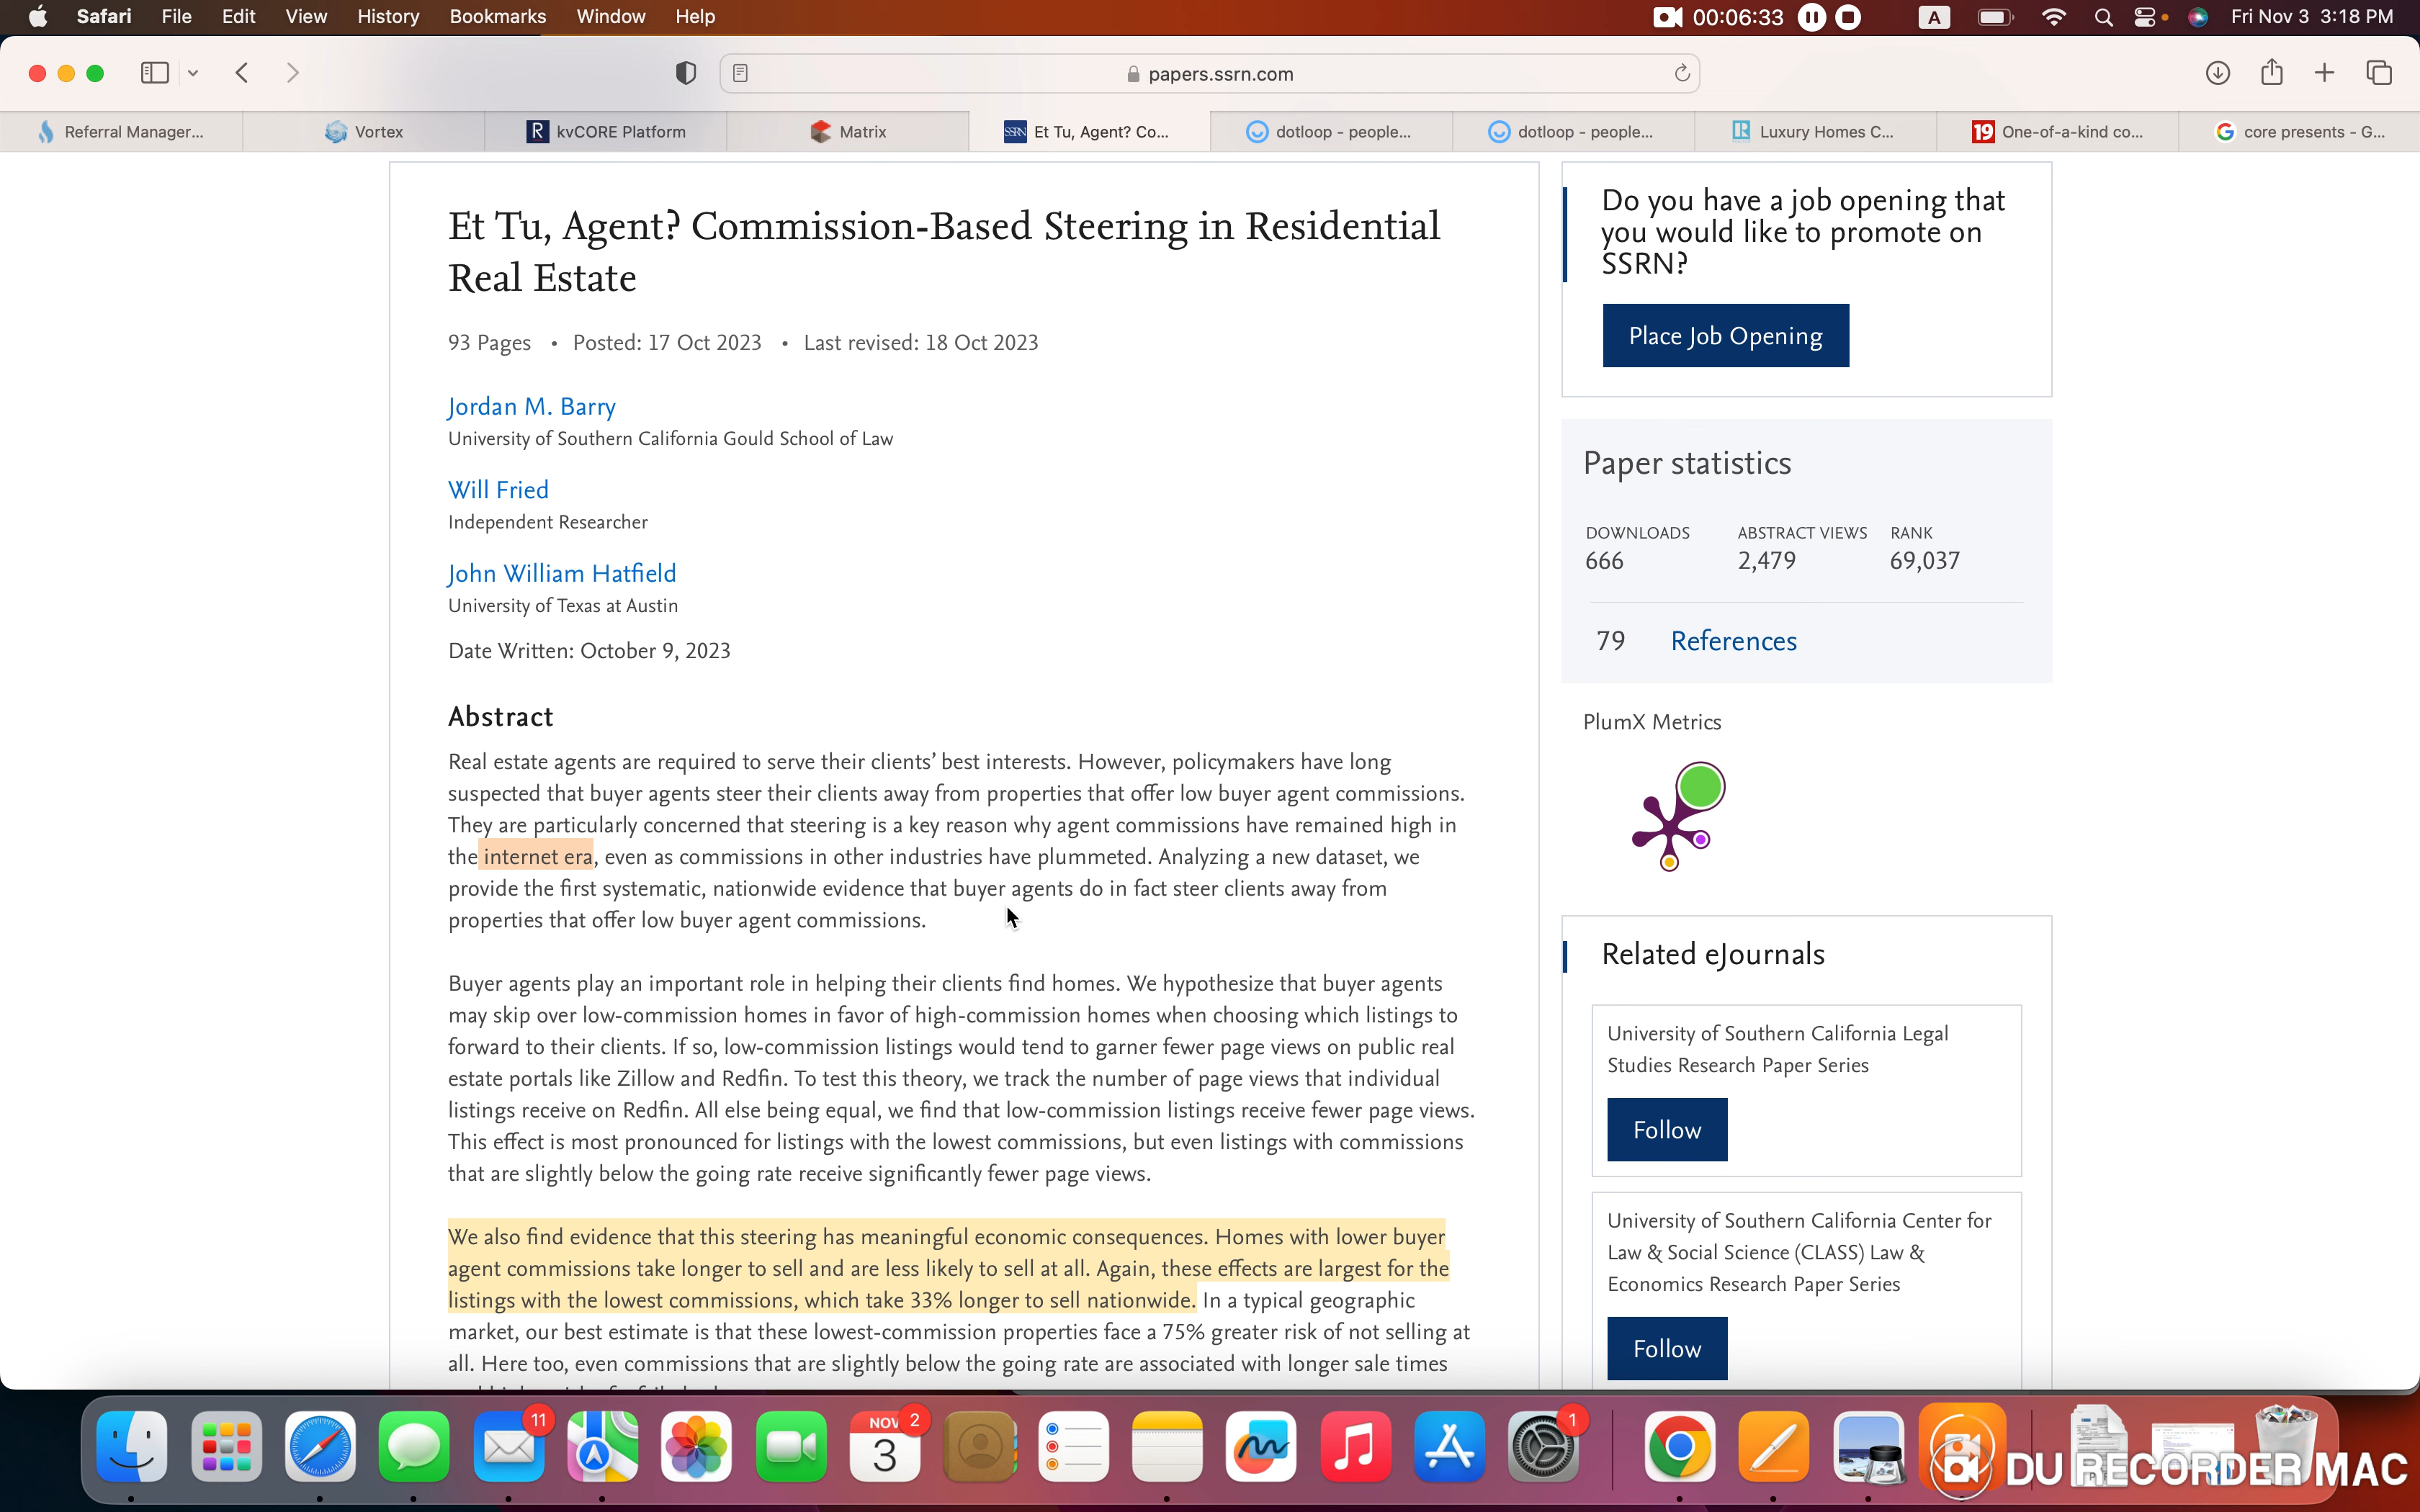 Safari File Edit View History Bookmarks Window Help 00:06:33 A Fri Nov 3 3:18 PM
papers.ssrn.com
Referral Manager... Vortex R kvCORE Platform Matrix SSRN Et Tu, Agent? Co... dotloop - people... dotloop - people... R Luxury Homes C... 19 One-of-a-kind co... G core presents - G...
Et Tu, Agent? Commission-Based Steering in Residential
Real Estate
93 Pages • Posted: 17 Oct 2023 • Last revised: 18 Oct 2023
Jordan M. Barry
University of Southern California Gould School of Law
Will Fried
Independent Researcher
John William Hatfield
University of Texas at Austin
Date Written: October 9, 2023
Abstract
Real estate agents are required to serve their clients’ best interests. However, policymakers have long
suspected that buyer agents steer their clients away from properties that offer low buyer agent commissions.
They are particularly concerned that steering is a key reason why agent commissions have remained high in
the internet era, even as commissions in other industries have plummeted. Analyzing a new dataset, we
provide the first systematic, nationwide evidence that buyer agents do in fact steer clients away from
properties that offer low buyer agent commissions.
Buyer agents play an important role in helping their clients find homes. We hypothesize that buyer agents
may skip over low-commission homes in favor of high-commission homes when choosing which listings to
forward to their clients. If so, low-commission listings would tend to garner fewer page views on public real
estate portals like Zillow and Redfin. To test this theory, we track the number of page views that individual
listings receive on Redfin. All else being equal, we find that low-commission listings receive fewer page views.
This effect is most pronounced for listings with the lowest commissions, but even listings with commissions
that are slightly below the going rate receive significantly fewer page views.
We also find evidence that this steering has meaningful economic consequences. Homes with lower buyer
agent commissions take longer to sell and are less likely to sell at all. Again, these effects are largest for the
listings with the lowest commissions, which take 33% longer to sell nationwide. In a typical geographic
market, our best estimate is that these lowest-commission properties face a 75% greater risk of not selling at
all. Here too, even commissions that are slightly below the going rate are associated with longer sale times
Do you have a job opening that
you would like to promote on
SSRN?
Place Job Opening
Paper statistics
DOWNLOADS ABSTRACT VIEWS RANK
666 2,479 69,037
79 References
PlumX Metrics
Related eJournals
University of Southern California Legal
Studies Research Paper Series
Follow
University of Southern California Center for
Law & Social Science (CLASS) Law &
Economics Research Paper Series
Follow
11 NOV 2 3 1
DU RECORDER MAC